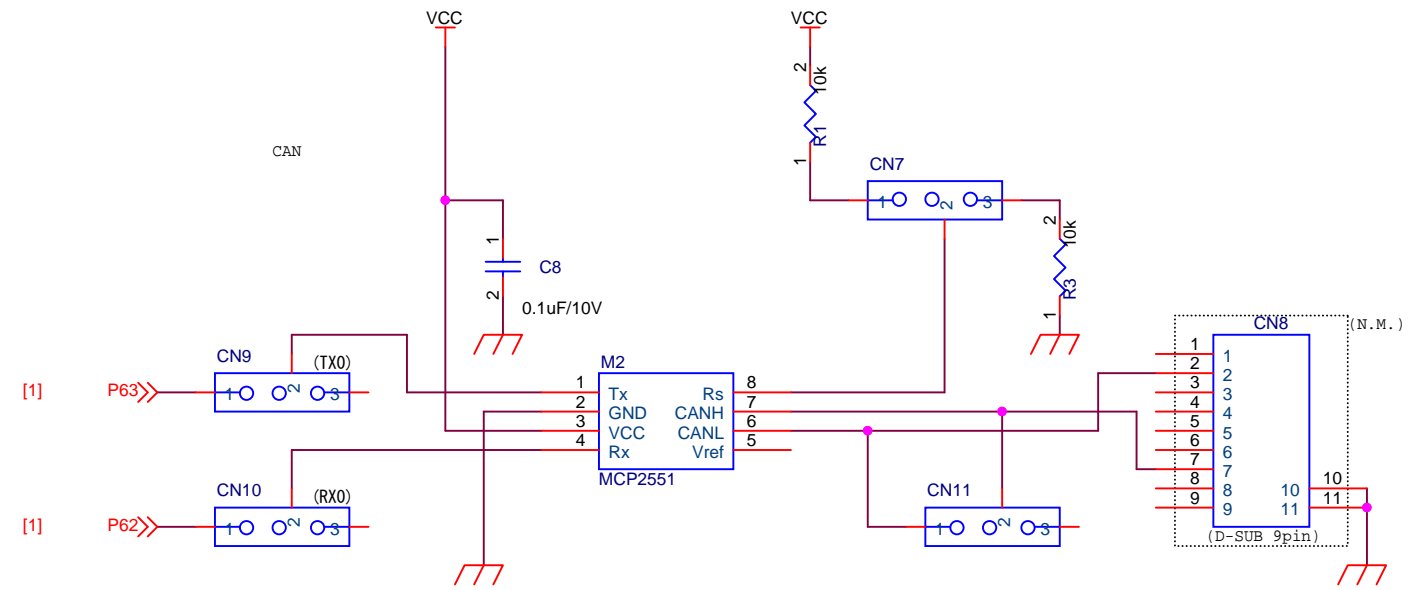 VCC
VCC
2
10k
R1
1
CAN
CN7
1
2
3
2
10k
R3
1
1
C8
2
0.1uF/10V
(N.M.)
CN8
CN9
(TX0)
[1]
P63
1
2
3
M2
1
Tx
2
GND
3
VCC
4
Rx
Rs
8
CANH
7
CANL
6
Vref
5
MCP2551
CN10
(RX0)
[1]
P62
1
2
3
CN11
1
2
3
1
1
2
2
3
3
4
4
5
5
6
6
7
7
8
8
9
9
10
10
11
11
(D-SUB 9pin)